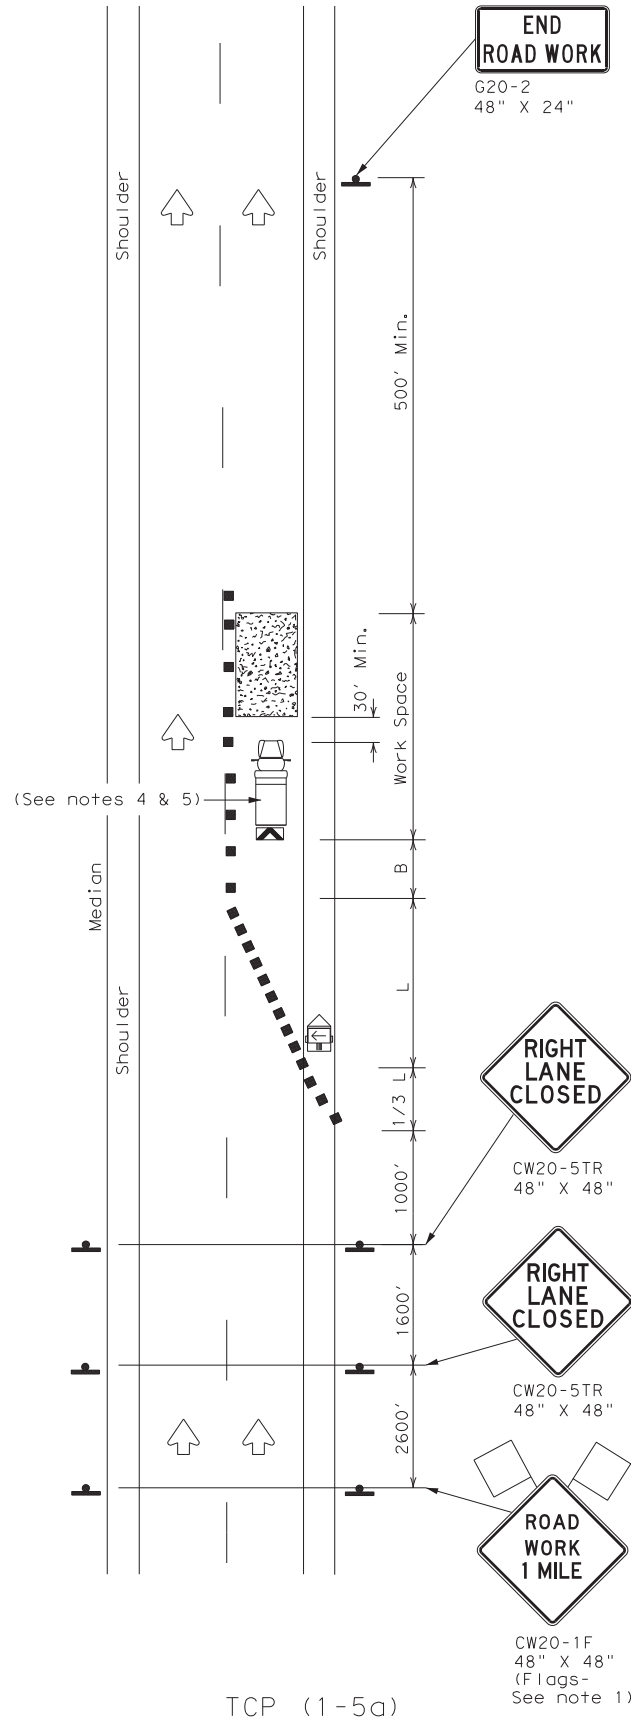 END
ROAD WORK
G20-2
48" X 24"
Shoulder
Shoulder
500' Min.
30' Min.
Work Space
(See notes 4 & 5)
B
Median
L
Shoulder
RIGHT
LANE
CLOSED
1/3 L
CW20-5TR
48" X 48"
1000'
RIGHT
LANE
CLOSED
1600'
CW20-5TR
48" X 48"
2600'
ROAD
WORK
1 MILE
CW20-1F
48" X 48"
(Flags-
See note 1)
TCP (1-5a)